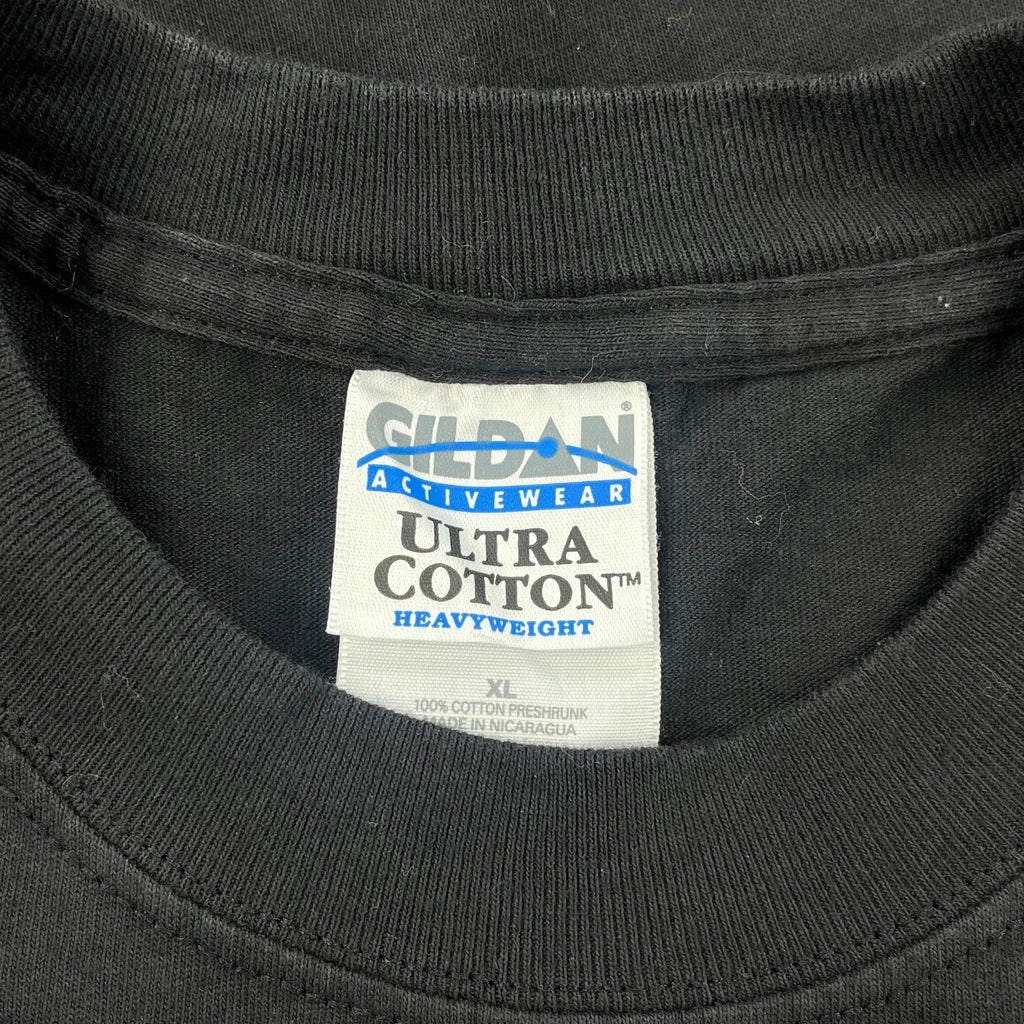 GILDAN®
ACTIVEWEAR
ULTRA
COTTON™
HEAVYWEIGHT
XL
100% COTTON PRESHRUNK
MADE IN NICARAGUA